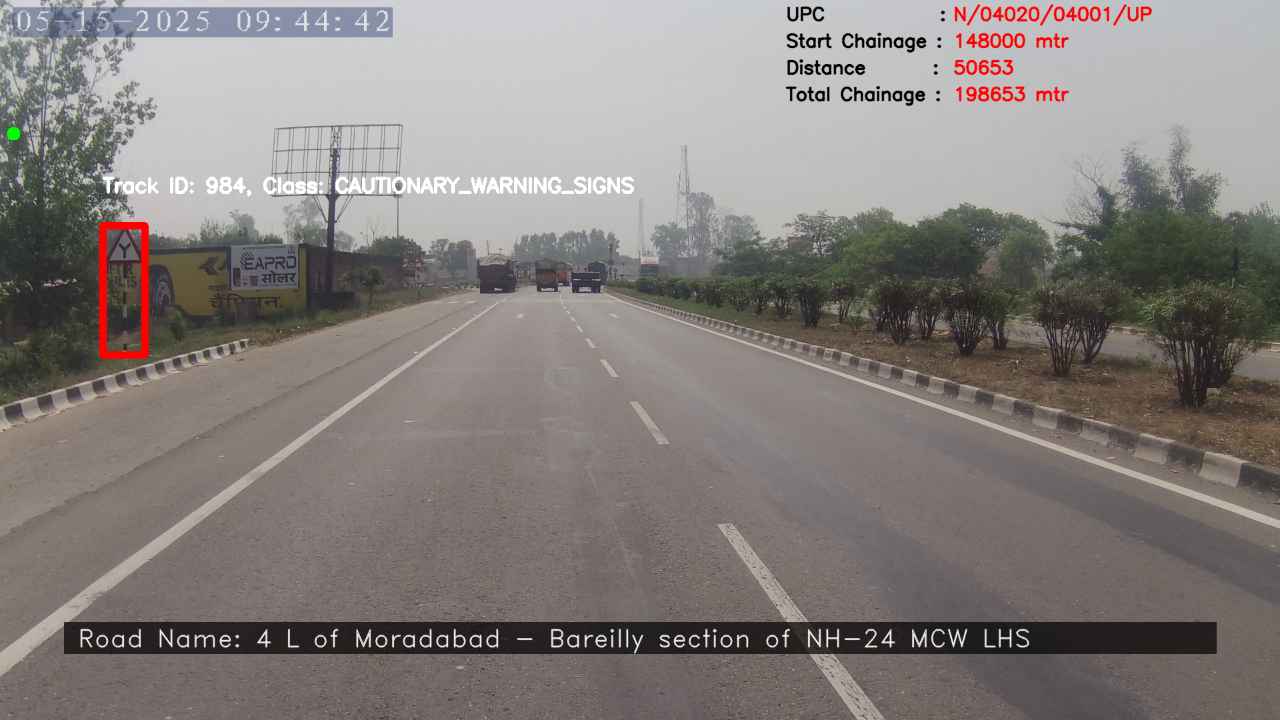 05-15-2025 09:44:42
UPC : N/04020/04001/UP
Start Chainage : 148000 mtr
Distance : 50653
Total Chainage : 198653 mtr
Track ID: 984, Class: CAUTIONARY_WARNING_SIGNS
EAPRO
सोलर
चैंपियन
Road Name: 4 L of Moradabad - Bareilly section of NH-24 MCW LHS